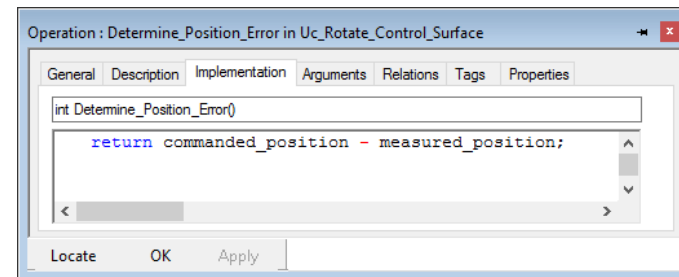 Operation : Determine_Position_Error in Uc_Rotate_Control_Surface
General Description Implementation Arguments Relations Tags Properties
int Determine_Position_Error()
return commanded_position - measured_position;
Locate OK Apply